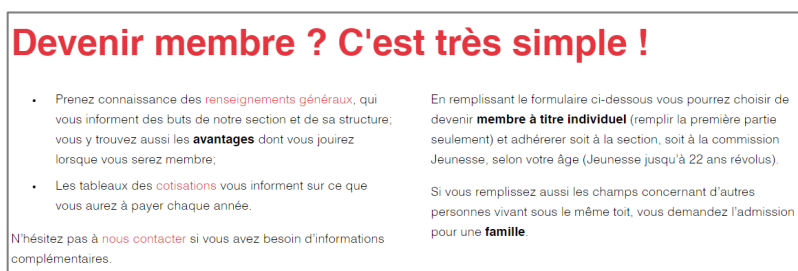 Devenir membre ? C'est très simple !
• Prenez connaissance des renseignements généraux, qui
vous informent des buts de notre section et de sa structure;
vous y trouvez aussi les avantages dont vous jouirez
lorsque vous serez membre;
• Les tableaux des cotisations vous informent sur ce que
vous aurez à payer chaque année.
N'hésitez pas à nous contacter si vous avez besoin d'informations
complémentaires.
En remplissant le formulaire ci-dessous vous pourrez choisir de
devenir membre à titre individuel (remplir la première partie
seulement) et adhérerer soit à la section, soit à la commission
Jeunesse, selon votre âge (Jeunesse jusqu'à 22 ans révolus).
Si vous remplissez aussi les champs concernant d'autres
personnes vivant sous le même toit, vous demandez l'admission
pour une famille.